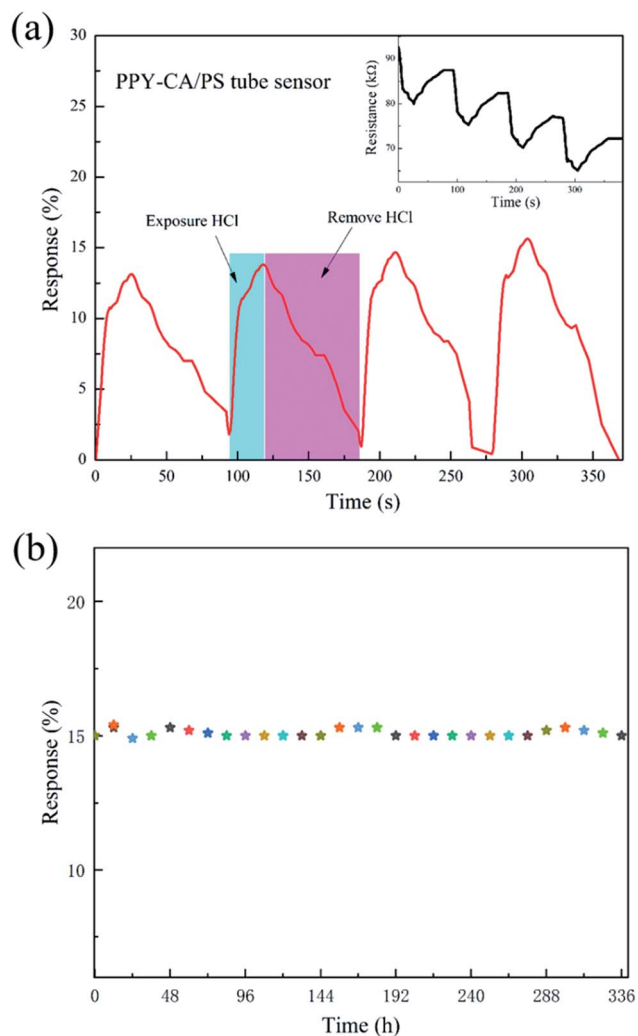 (a)
30
25
20
15
10
5
0
Response (%)
PPY-CA/PS tube sensor
90
80
70
Resistance (kΩ)
0 100 200 300
Time (s)
Exposure HCl
Remove HCl
0 50 100 150 200 250 300 350
Time (s)
(b)
20
15
10
Response (%)
0 48 96 144 192 240 288 336
Time (h)